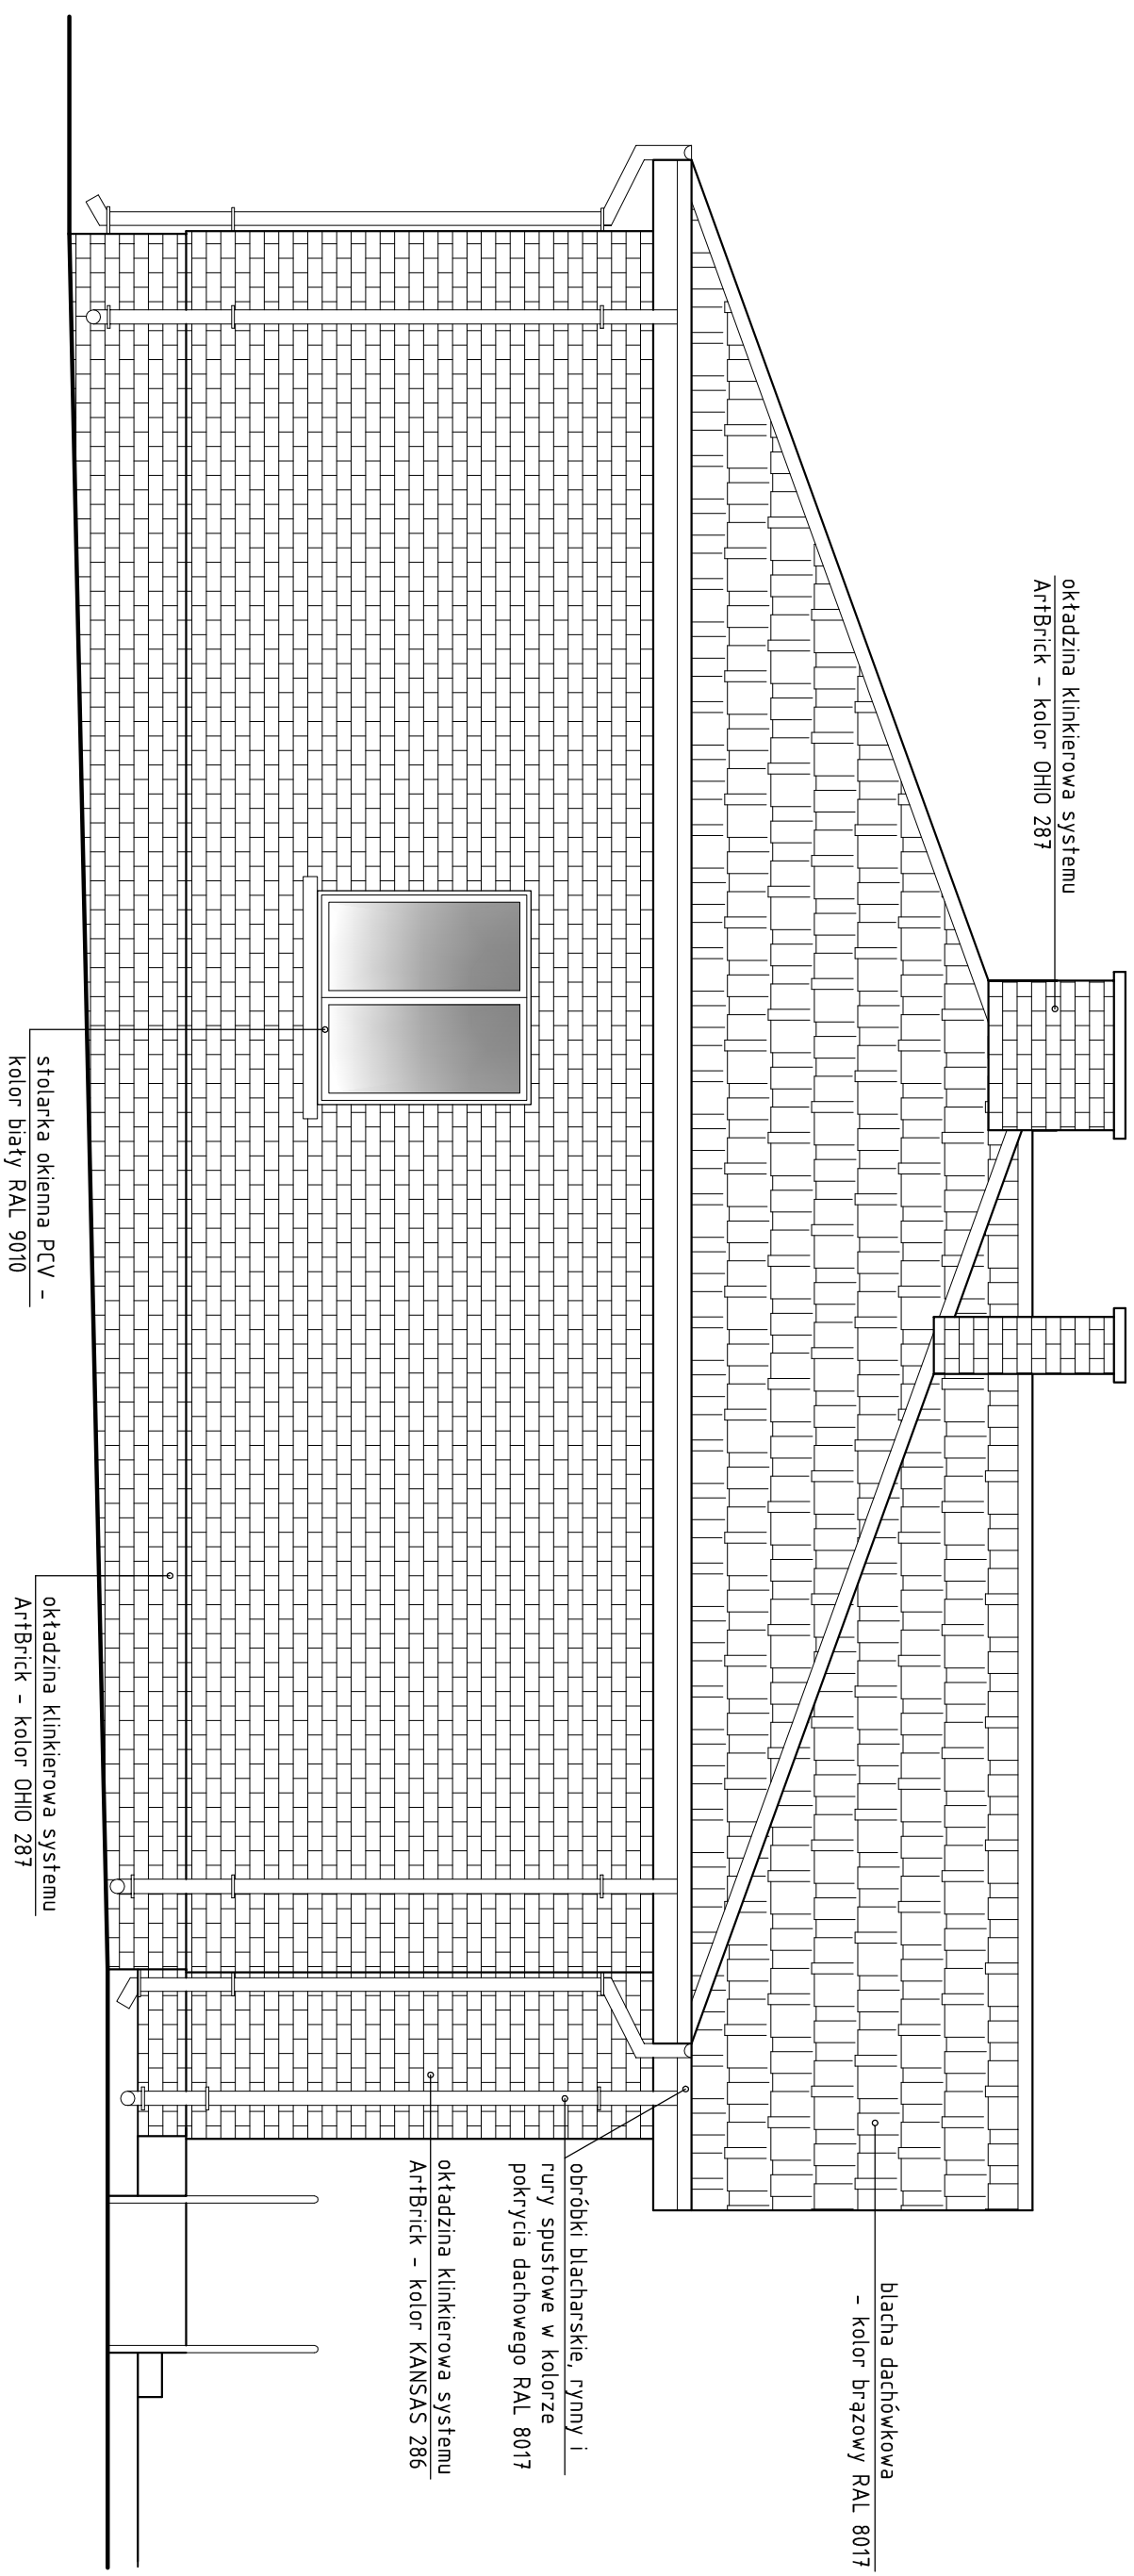 okładzina klinkierowa systemu
ArtBrick - kolor OHIO 287
blacha dachówkowa
- kolor brązowy RAL 8017
obróbki blacharskie, rynny i
rury spustowe w kolorze
pokrycia dachowego RAL 8017
okładzina klinkierowa systemu
ArtBrick - kolor KANSAS 286
stolarka okienna PCV -
kolor biały RAL 9010
okładzina klinkierowa systemu
ArtBrick - kolor OHIO 287